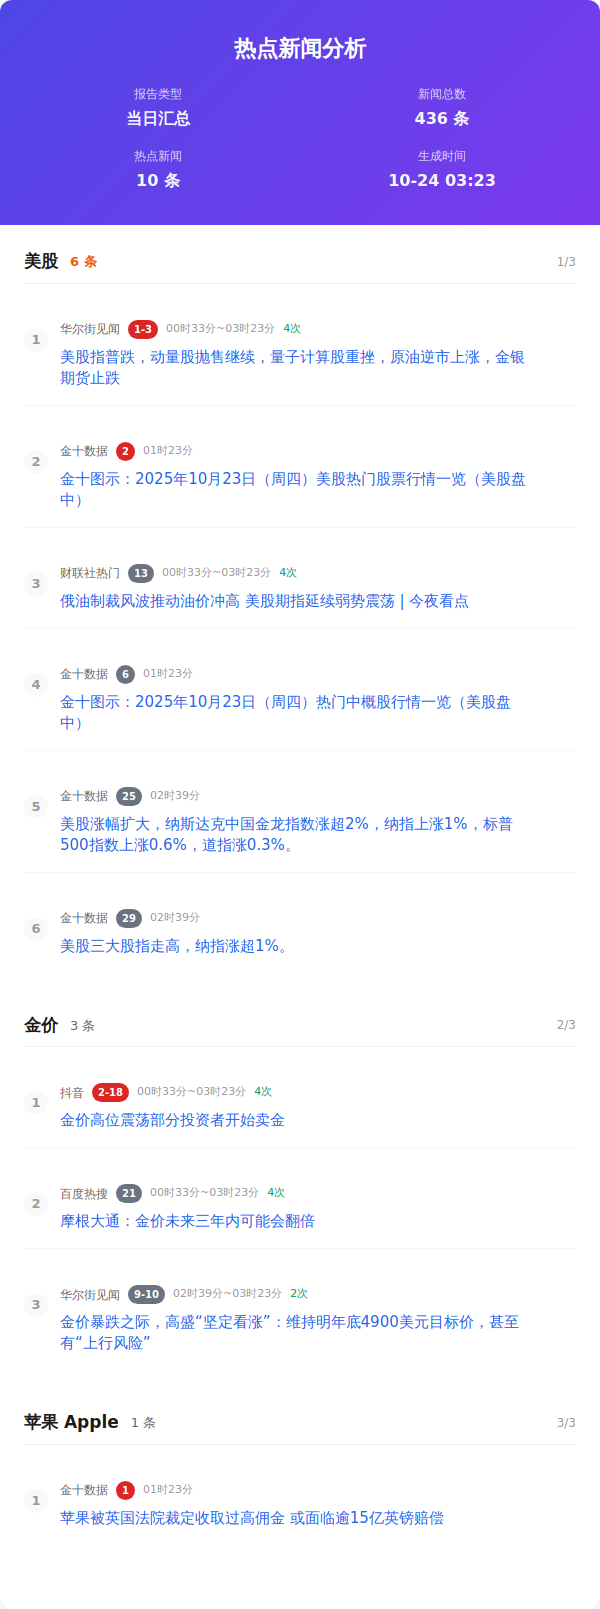 热点新闻分析
报告类型
新闻总数
当日汇总
436 条
热点新闻
生成时间
10 条
10-24 03:23
美股 6 条 1/3
1
华尔街见闻 1-3 00时33分~03时23分 4次
美股指普跌，动量股抛售继续，量子计算股重挫，原油逆市上涨，金银
期货止跌
2
金十数据 2 01时23分
金十图示：2025年10月23日（周四）美股热门股票行情一览（美股盘
中）
3
财联社热门 13 00时33分~03时23分 4次
俄油制裁风波推动油价冲高 美股期指延续弱势震荡 | 今夜看点
4
金十数据 6 01时23分
金十图示：2025年10月23日（周四）热门中概股行情一览（美股盘
中）
5
金十数据 25 02时39分
美股涨幅扩大，纳斯达克中国金龙指数涨超2%，纳指上涨1%，标普
500指数上涨0.6%，道指涨0.3%。
6
金十数据 29 02时39分
美股三大股指走高，纳指涨超1%。
金价 3 条 2/3
1
抖音 2-18 00时33分~03时23分 4次
金价高位震荡部分投资者开始卖金
2
百度热搜 21 00时33分~03时23分 4次
摩根大通：金价未来三年内可能会翻倍
3
华尔街见闻 9-10 02时39分~03时23分 2次
金价暴跌之际，高盛“坚定看涨”：维持明年底4900美元目标价，甚至
有“上行风险”
苹果 Apple 1 条 3/3
1
金十数据 1 01时23分
苹果被英国法院裁定收取过高佣金 或面临逾15亿英镑赔偿